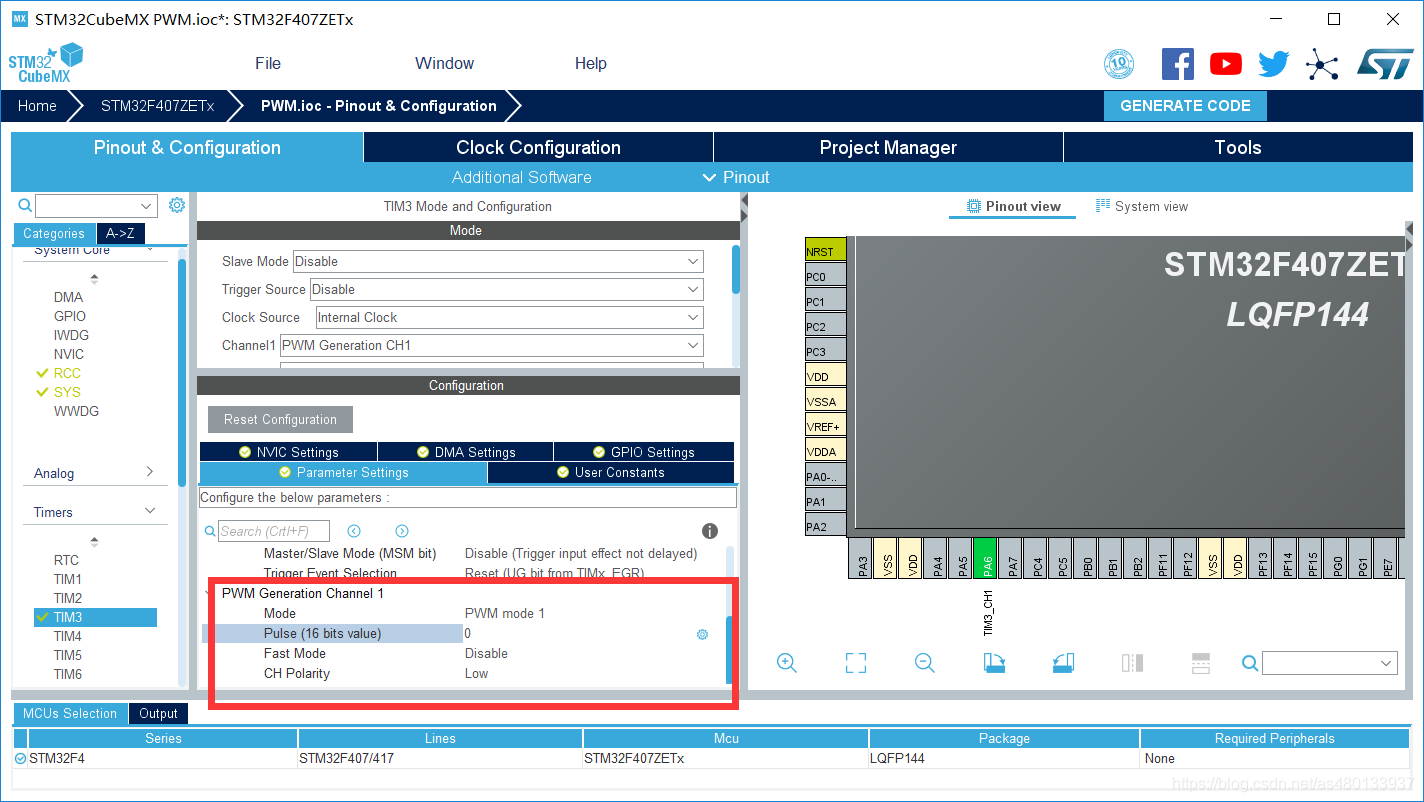 MX STM32CubeMX PWM.ioc*: STM32F407ZETx
STM32 CubeMX
File Window Help
10
ST
Home STM32F407ZETx PWM.ioc - Pinout & Configuration GENERATE CODE
Pinout & Configuration Clock Configuration Project Manager Tools
Additional Software Pinout
Categories A->Z
System Core
DMA
GPIO
IWDG
NVIC
RCC
SYS
WWDG
Analog
Timers
RTC
TIM1
TIM2
TIM3
TIM4
TIM5
TIM6
TIM3 Mode and Configuration
Mode
Slave Mode Disable
Trigger Source Disable
Clock Source Internal Clock
Channel1 PWM Generation CH1
Configuration
Reset Configuration
NVIC Settings DMA Settings GPIO Settings
Parameter Settings User Constants
Configure the below parameters :
Search (Crtl+F)
Master/Slave Mode (MSM bit) Disable (Trigger input effect not delayed)
Trigger Event Selection Reset (UG bit from TIMx_EGR)
PWM Generation Channel 1
Mode PWM mode 1
Pulse (16 bits value) 0
Fast Mode Disable
CH Polarity Low
Pinout view System view
NRST
PC0
PC1
PC2
PC3
VDD
VSSA
VREF+
VDDA
PA0-..
PA1
PA2
STM32F407ZET
LQFP144
PA3 VSS VDD PA4 PA5 PA6 PA7 PC4 PC5 PB0 PB1 PB2 PF11 PF12 VSS VDD PF13 PF14 PF15 PG0 PG1 PE7
TIM3_CH1
MCUs Selection Output
Series Lines Mcu Package Required Peripherals
STM32F4 STM32F407/417 STM32F407ZETx LQFP144 None
https://blog.csdn.net/as480133937